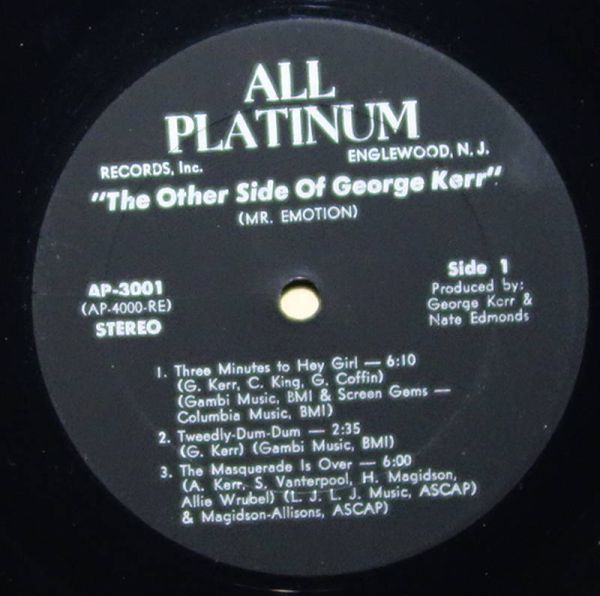 ALL
PLATINUM
RECORDS, Inc.
ENGLEWOOD, N. J.
"The Other Side Of George Kerr"
(MR. EMOTION)
AP-3001
(AP-4000-RE)
STEREO
Side 1
Produced by:
George Kerr &
Nate Edmonds
1. Three Minutes to Hey Girl — 6:10
(G. Kerr, C. King, G. Coffin)
(Gambi Music, BMI & Screen Gems —
Columbia Music, BMI)
2. Tweedly-Dum-Dum — 2:35
(G. Kerr) (Gambi Music, BMI)
3. The Masquerade Is Over — 6:00
(A. Kerr, S. Vanterpool, H. Magidson,
Allie Wrubel) (L. J. L. J. Music, ASCAP)
& Magidson-Allisons, ASCAP)